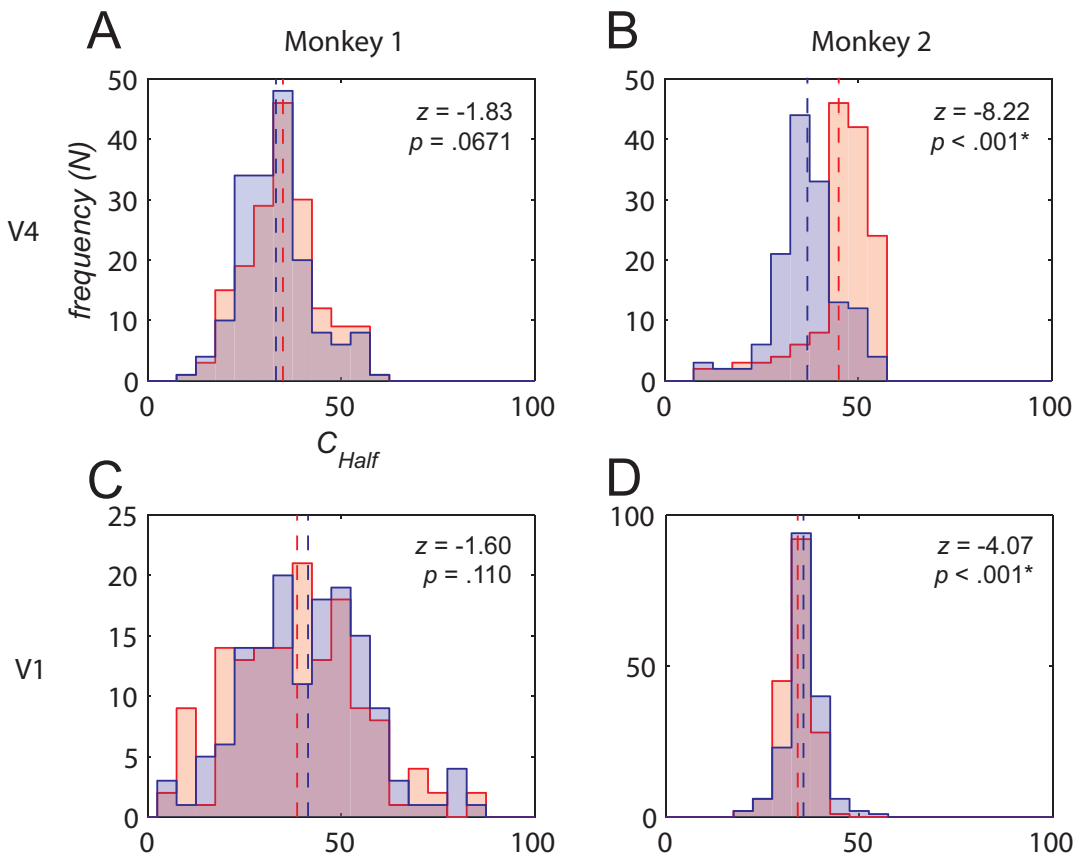 A
Monkey 1
B
Monkey 2
V4
frequency (N)
50
40
30
20
10
0
z = -1.83
p = .0671
0
50
100
C_Half
50
40
30
20
10
0
z = -8.22
p < .001*
0
50
100
C
D
V1
25
20
15
10
5
0
z = -1.60
p = .110
0
50
100
100
50
0
z = -4.07
p < .001*
0
50
100